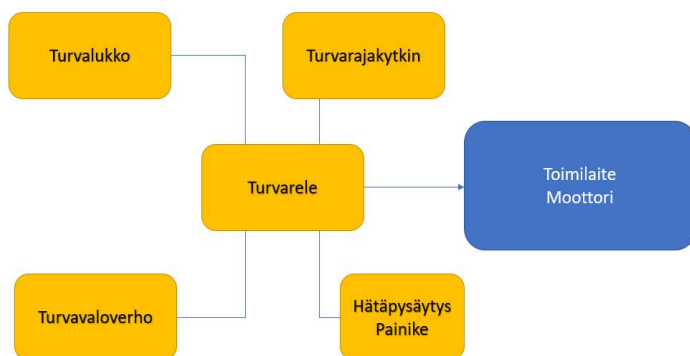 Turvalukko
Turvarajakytkin
Turvarele
Toimilaite
Moottori
Turvavaloverho
Hätäpysäytys
Painike